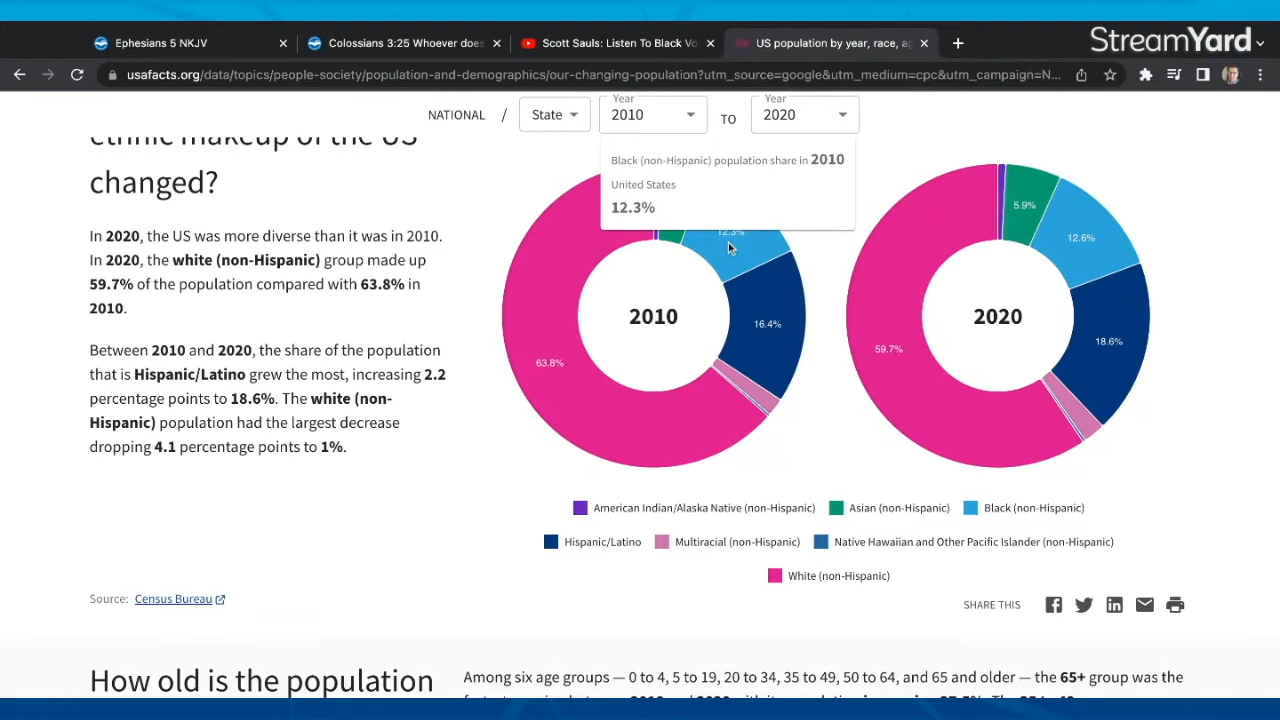 Ephesians 5 NKJV
Colossians 3:25 Whoever does
Scott Sauls: Listen To Black Vo
US population by year, race, ag
StreamYard
usafacts.org/data/topics/people-society/population-and-demographics/our-changing-population?utm_source=google&utm_medium=cpc&utm_campaign=N...
NATIONAL / State
Year
2010
TO
Year
2020
ethnic makeup of the US
changed?
In 2020, the US was more diverse than it was in 2010.
In 2020, the white (non-Hispanic) group made up
59.7% of the population compared with 63.8% in
2010.
Between 2010 and 2020, the share of the population
that is Hispanic/Latino grew the most, increasing 2.2
percentage points to 18.6%. The white (non-
Hispanic) population had the largest decrease
dropping 4.1 percentage points to 1%.
Source: Census Bureau
Black (non-Hispanic) population share in 2010
United States
12.3%
12.3%
16.4%
63.8%
2010
5.9%
12.6%
18.6%
59.7%
2020
American Indian/Alaska Native (non-Hispanic)
Asian (non-Hispanic)
Black (non-Hispanic)
Hispanic/Latino
Multiracial (non-Hispanic)
Native Hawaiian and Other Pacific Islander (non-Hispanic)
White (non-Hispanic)
SHARE THIS
How old is the population
Among six age groups — 0 to 4, 5 to 19, 20 to 34, 35 to 49, 50 to 64, and 65 and older — the 65+ group was the